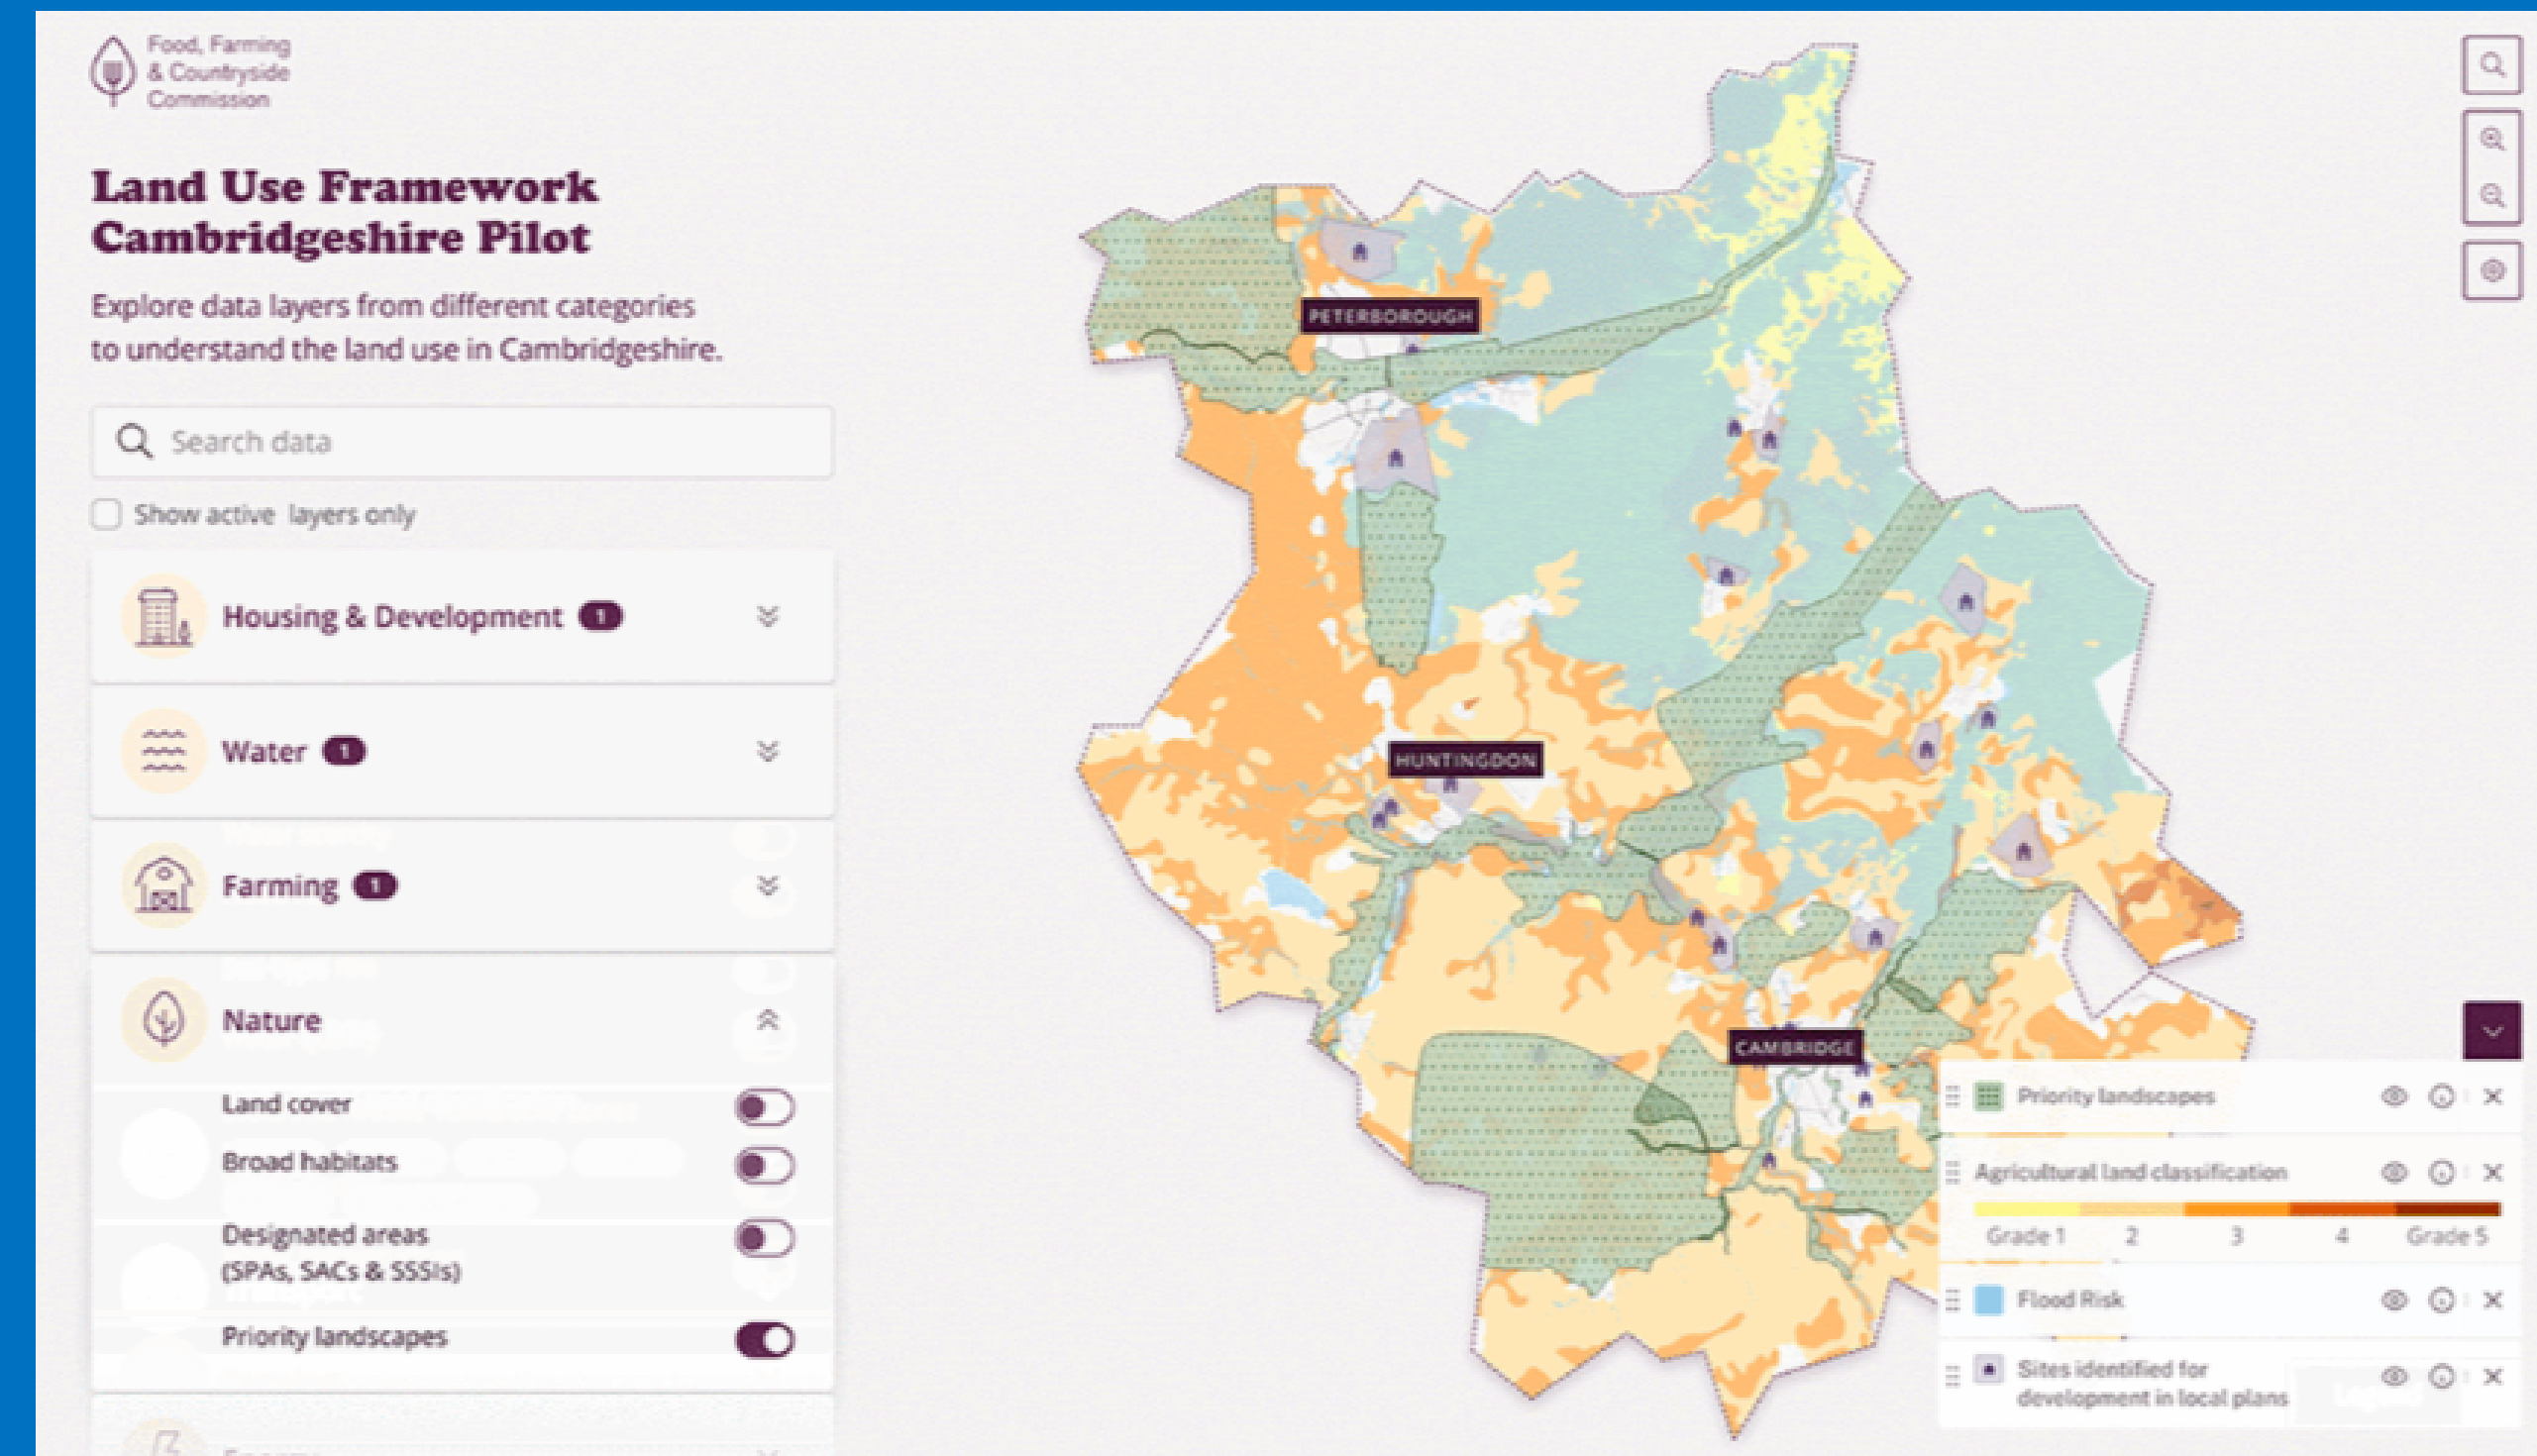 Food, Farming
& Countryside
Commission
Land Use Framework
Cambridgeshire Pilot
Explore data layers from different categories
to understand the land use in Cambridgeshire.
Search data
Show active layers only
Housing & Development 1
Water 1
Farming 1
Nature
Land cover
Broad habitats
Designated areas
(SPAs, SACs & SSSIs)
Priority landscapes
PETERBOROUGH
HUNTINGDON
CAMBRIDGE
Priority landscapes
Agricultural land classification
Grade 1 2 3 4 Grade 5
Flood Risk
Sites identified for
development in local plans